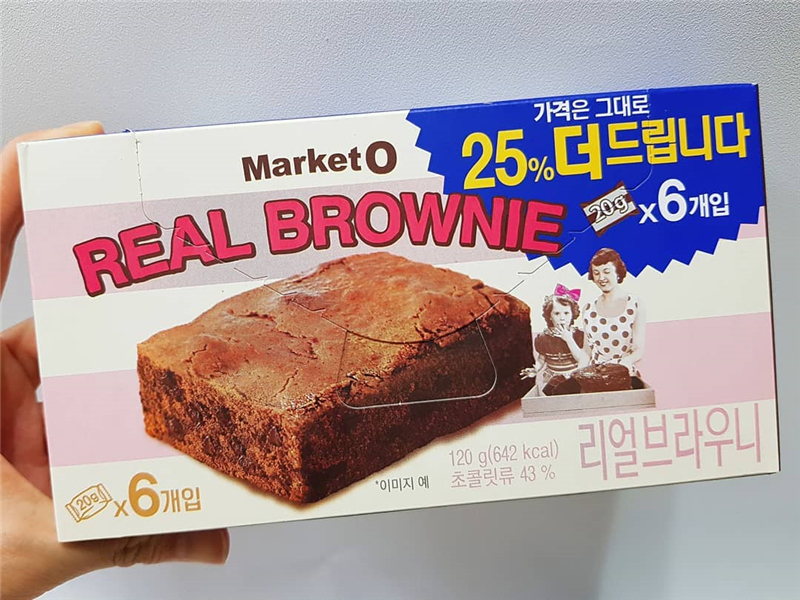 가격은 그대로
25% 더드립니다
20g x6개입
Market O
REAL BROWNIE
120 g(642 kcal)
초콜릿류 43 %
*이미지 예
리얼브라우니
20g x6개입